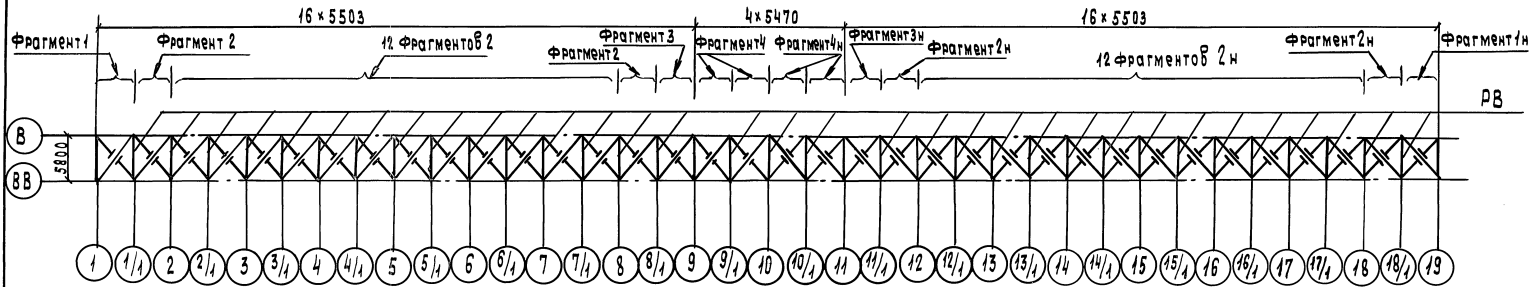 16×5503 4×5470 16×5503
Фрагмент1 Фрагмент 2 12 Фрагментов 2 Фрагмент2 Фрагмент3 Фрагмент4 Фрагмент4н Фрагмент3н Фрагмент2н 12 Фрагментов 2н Фрагмент2н Фрагмент1н
РВ
В
5800
ВВ
1 1/1 2 2/1 3 3/1 4 4/1 5 5/1 6 6/1 7 7/1 8 8/1 9 9/1 10 10/1 11 11/1 12 12/1 13 13/1 14 14/1 15 15/1 16 16/1 17 17/1 18 18/1 19